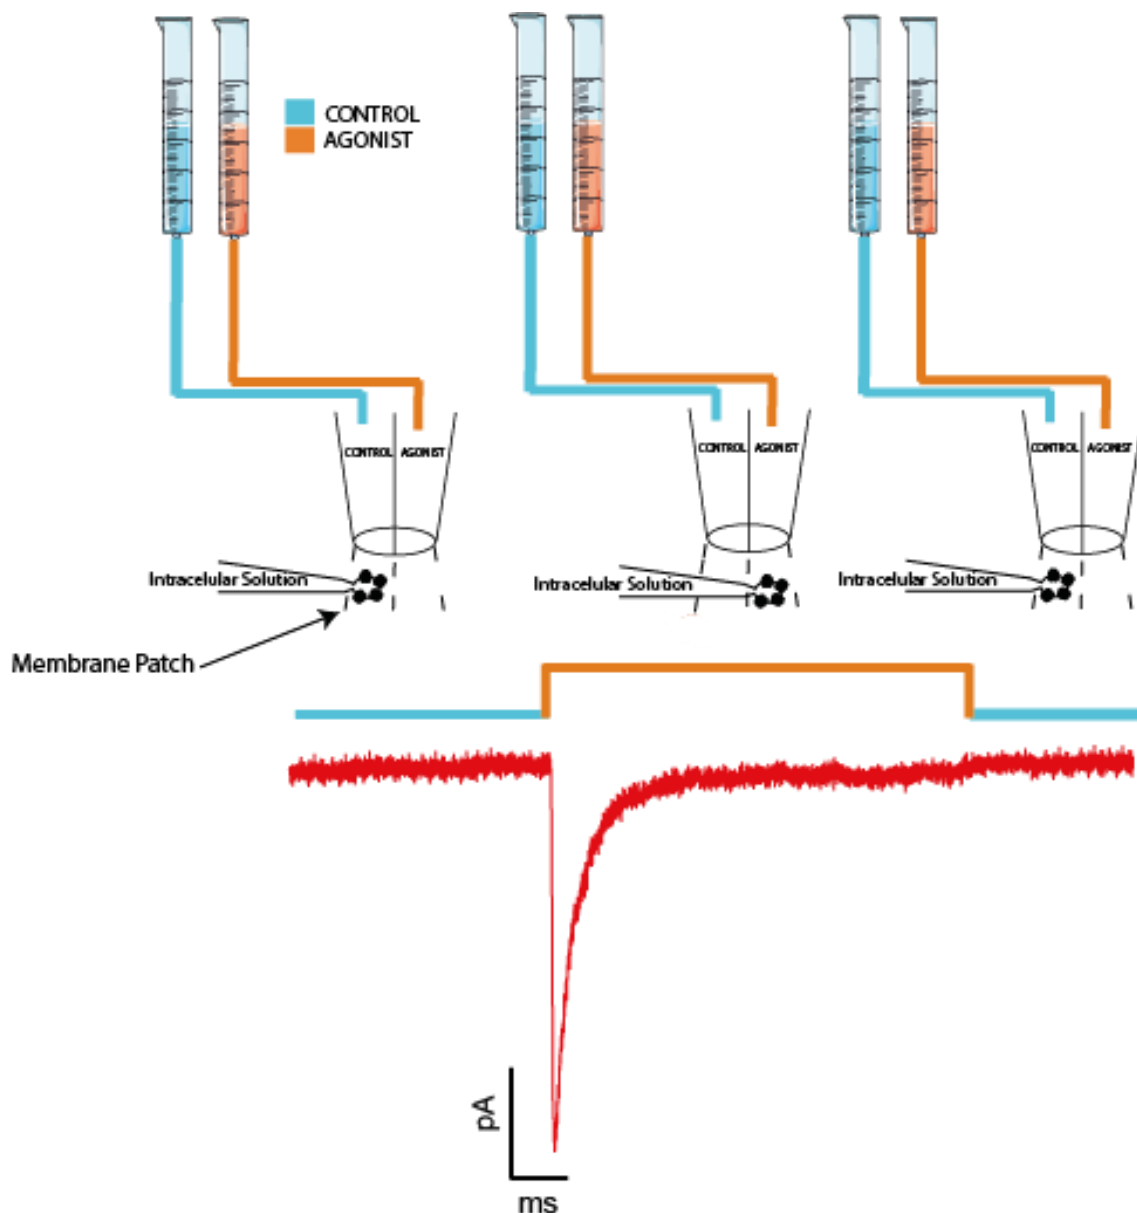 CONTROL
AGONIST
CONTROL AGONIST
CONTROL AGONIST
CONTROL AGONIST
Intracelular Solution
Intracelular Solution
Intracelular Solution
Membrane Patch
pA
ms